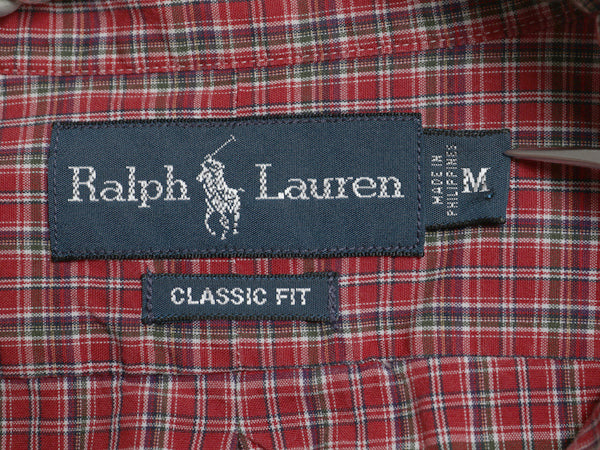 Ralph Lauren
MADE IN
PHILIPPINES
M
CLASSIC FIT